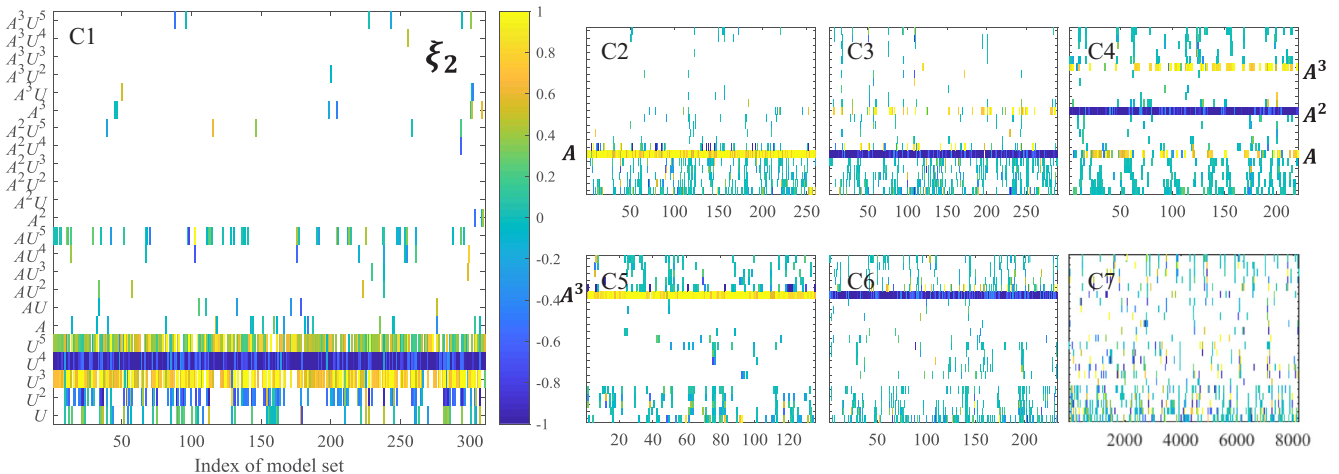 C1
ξ₂
A³U⁵
A³U⁴
A³U³
A³U²
A³U
A³
A²U⁵
A²U⁴
A²U³
A²U²
A²U
A²
AU⁵
AU⁴
AU³
AU²
AU
A
U⁵
U⁴
U³
U²
U
50 100 150 200 250 300
Index of model set
1
0.8
0.6
0.4
0.2
0
-0.2
-0.4
-0.6
-0.8
-1
C2
A
50 100 150 200 250
C3
50 100 150 200 250
C4
A³
A²
A
50 100 150 200
C5
A³
20 40 60 80 100 120
C6
50 100 150 200
C7
2000 4000 6000 8000